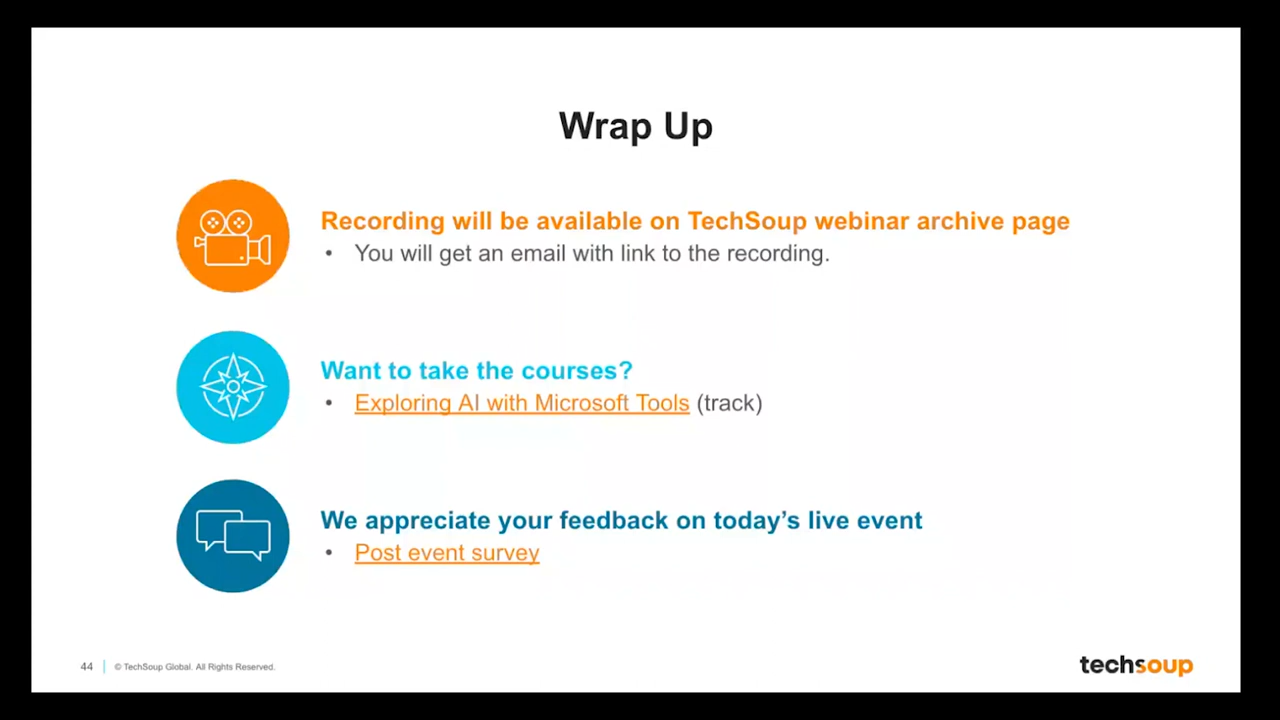 Wrap Up
Recording will be available on TechSoup webinar archive page
• You will get an email with link to the recording.
Want to take the courses?
• Exploring AI with Microsoft Tools (track)
We appreciate your feedback on today’s live event
• Post event survey
44 | © TechSoup Global. All Rights Reserved.
techsoup